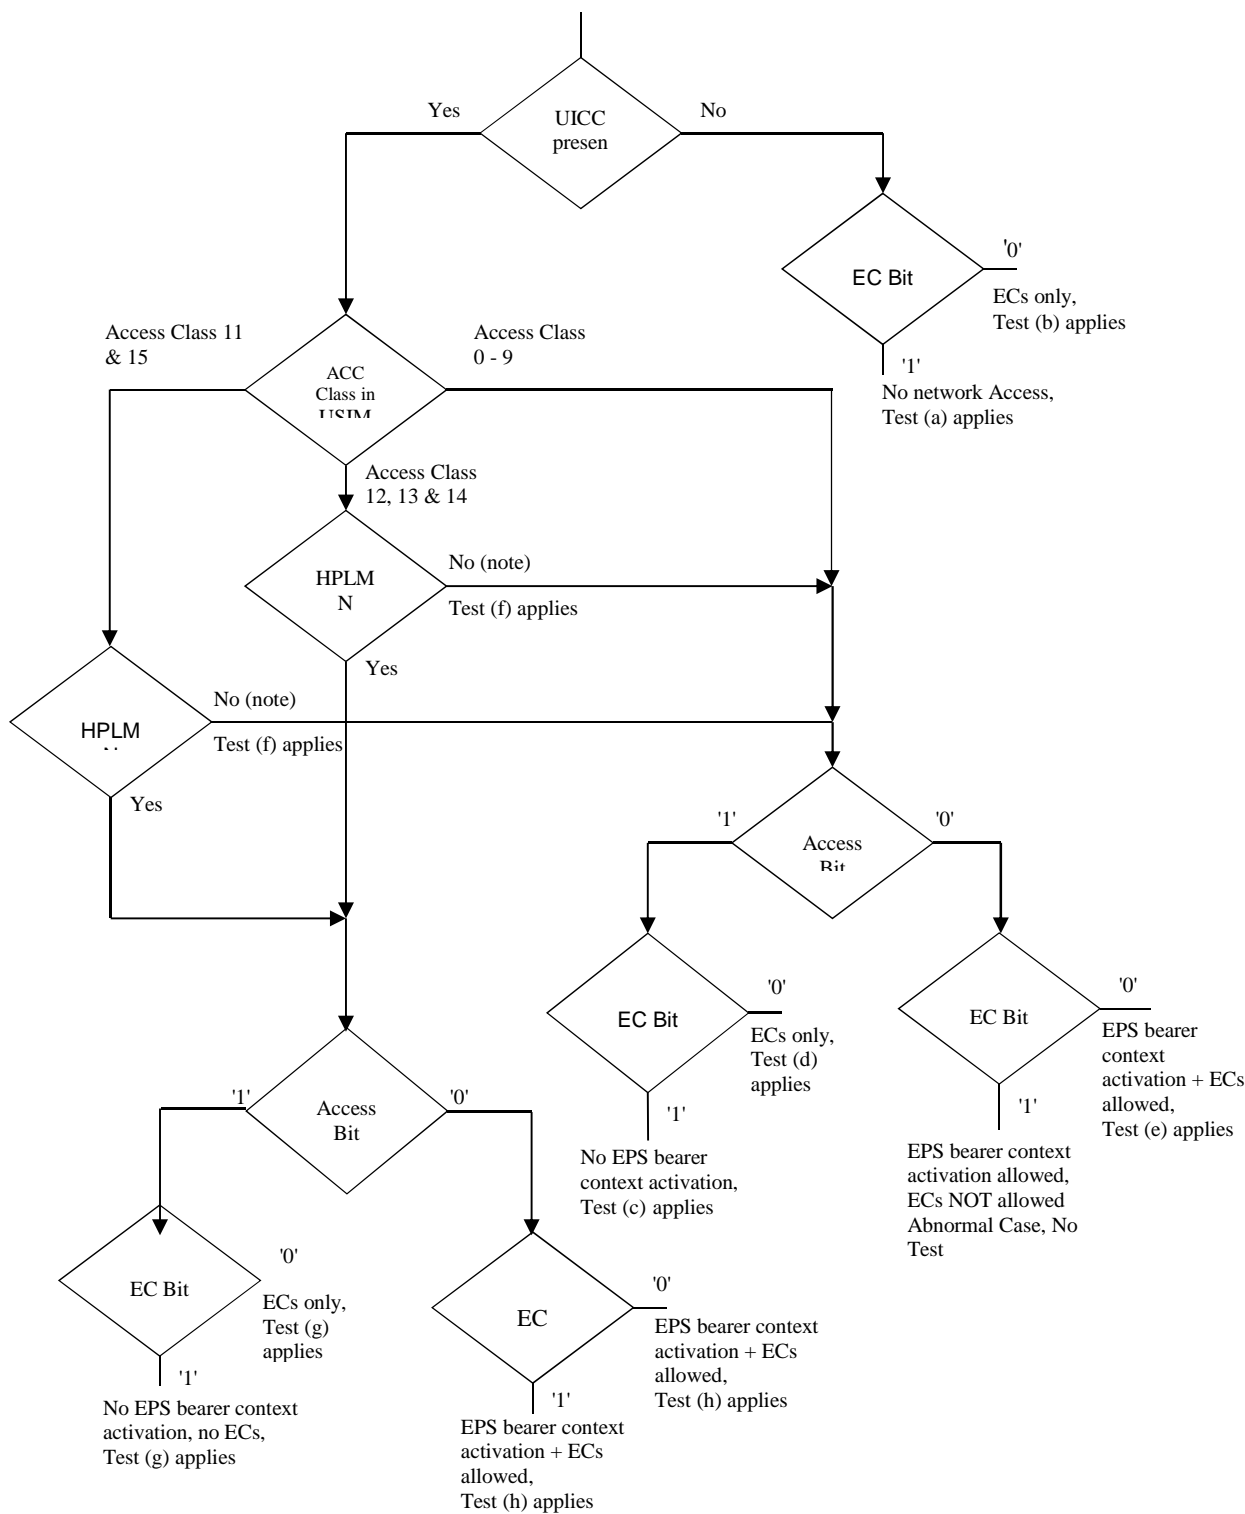 Yes
No
UICC
presen
'0'
EC Bit
ECs only,
Test (b) applies
'1'
No network Access,
Test (a) applies
Access Class 11
& 15
Access Class
0 - 9
ACC
Class in
USIM
Access Class
12, 13 & 14
HPLM
N
No (note)
Test (f) applies
Yes
No (note)
HPLM
Test (f) applies
Yes
'1'
'0'
Access
Bit
'0'
EC Bit
ECs only,
Test (d)
applies
'1'
No EPS bearer
context activation,
Test (c) applies
'0'
EC Bit
EPS bearer
context
activation + ECs
allowed,
Test (e) applies
'1'
EPS bearer context
activation allowed,
ECs NOT allowed
Abnormal Case, No
Test
'1'
'0'
Access
Bit
'0'
EC Bit
ECs only,
Test (g)
applies
'1'
No EPS bearer context
activation, no ECs,
Test (g) applies
'0'
EC
EPS bearer context
activation + ECs
allowed,
Test (h) applies
'1'
EPS bearer context
activation + ECs
allowed,
Test (h) applies